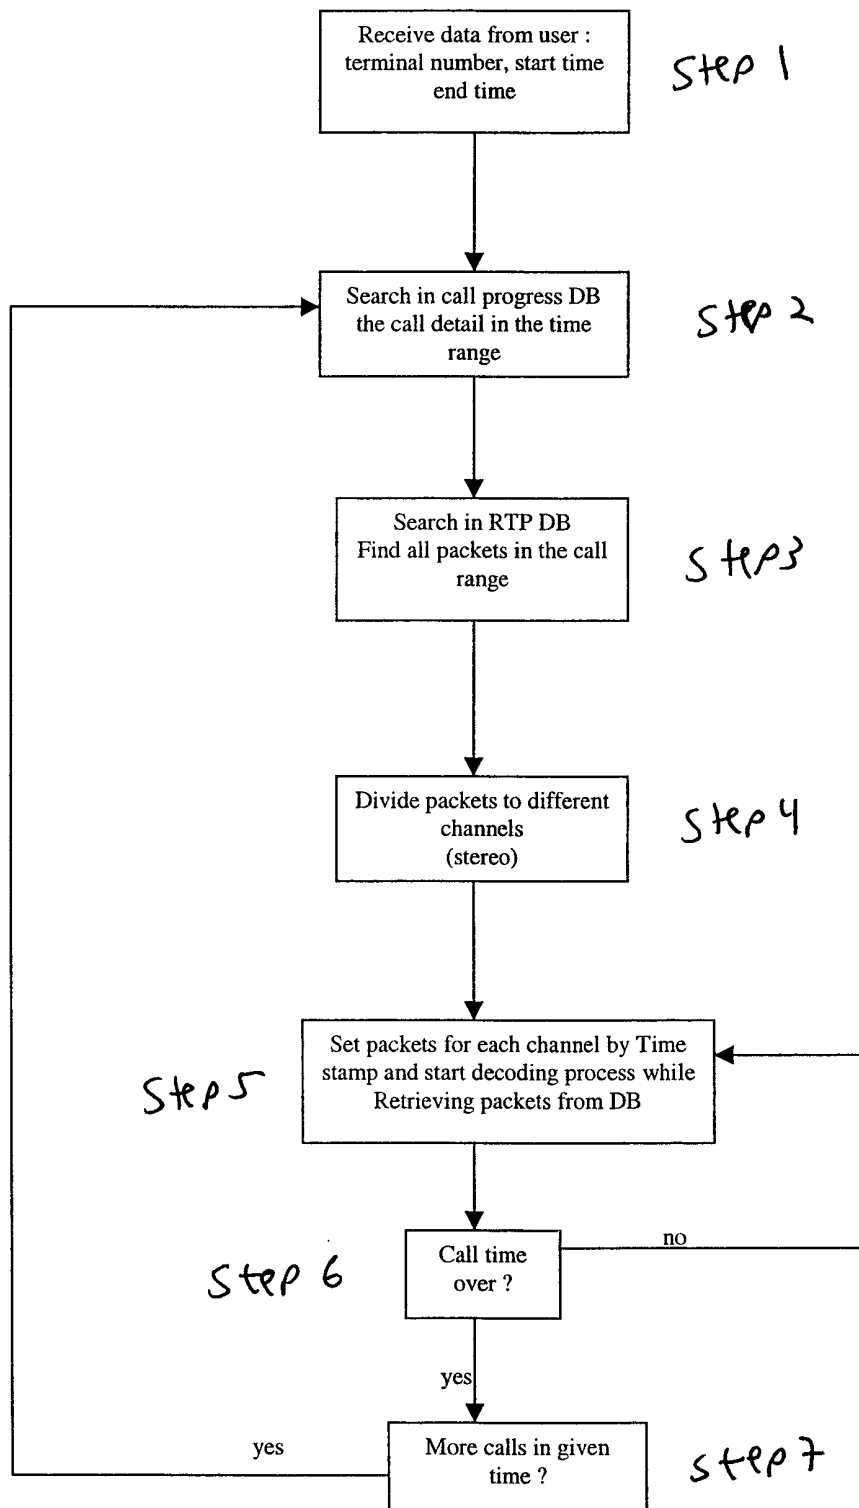 Receive data from user :
terminal number, start time
end time
Step 1
Search in call progress DB
the call detail in the time
range
Step 2
Search in RTP DB
Find all packets in the call
range
Step3
Divide packets to different
channels
(stereo)
Step 4
Set packets for each channel by Time
stamp and start decoding process while
Retrieving packets from DB
Step 5
Call time
over ?
no
Step 6
yes
yes
More calls in given
time ?
Step 7